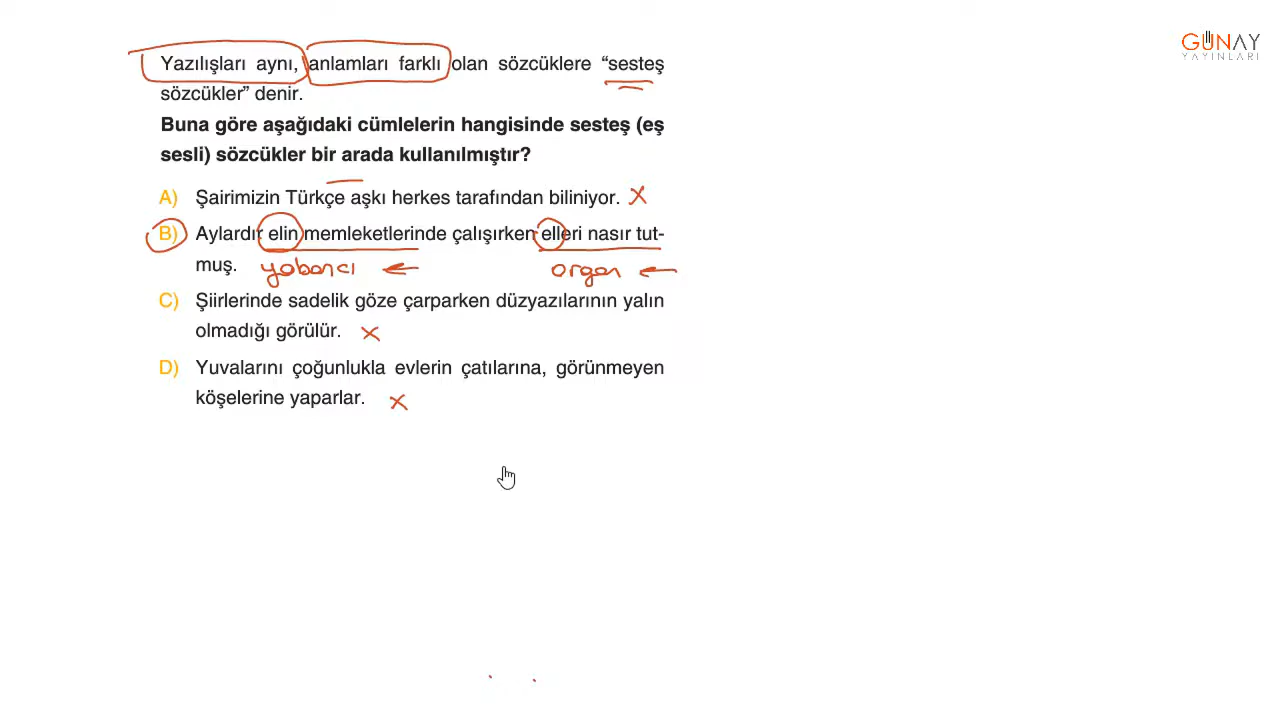 GÜNAY
YAYINLARI
Yazılışları aynı, anlamları farklı olan sözcüklere “sesteş
sözcükler” denir.
Buna göre aşağıdaki cümlelerin hangisinde sesteş (eş
sesli) sözcükler bir arada kullanılmıştır?
A) Şairimizin Türkçe aşkı herkes tarafından biliniyor. X
B) Aylardır elin memleketlerinde çalışırken elleri nasır tut-
muş.
yabancı organ
C) Şiirlerinde sadelik göze çarparken düzyazılarının yalın
olmadığı görülür. X
D) Yuvalarını çoğunlukla evlerin çatılarına, görünmeyen
köşelerine yaparlar. X